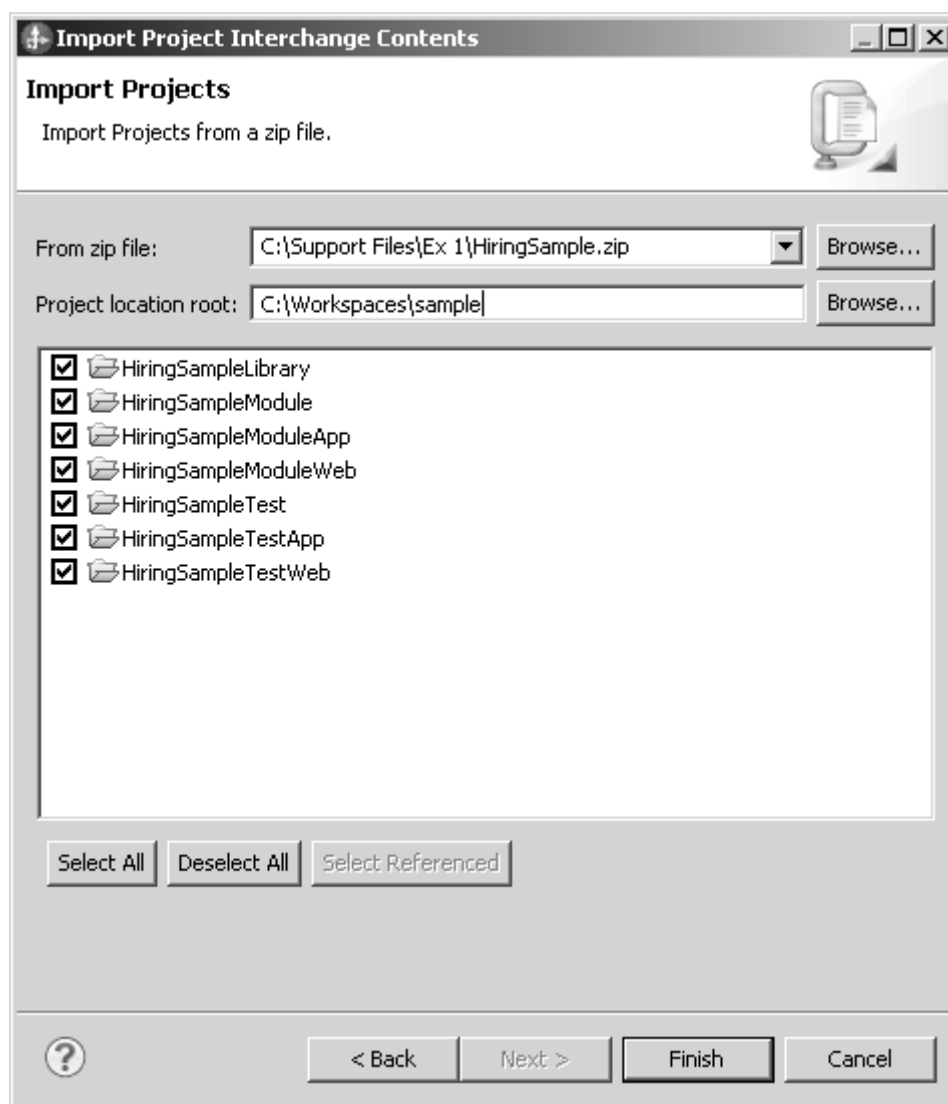 Import Project Interchange Contents
Import Projects
Import Projects from a zip file.
From zip file: C:\Support Files\Ex 1\HiringSample.zip Browse...
Project location root: C:\Workspaces\sample Browse...
HiringSampleLibrary
HiringSampleModule
HiringSampleModuleApp
HiringSampleModuleWeb
HiringSampleTest
HiringSampleTestApp
HiringSampleTestWeb
Select All Deselect All Select Referenced
? < Back Next > Finish Cancel